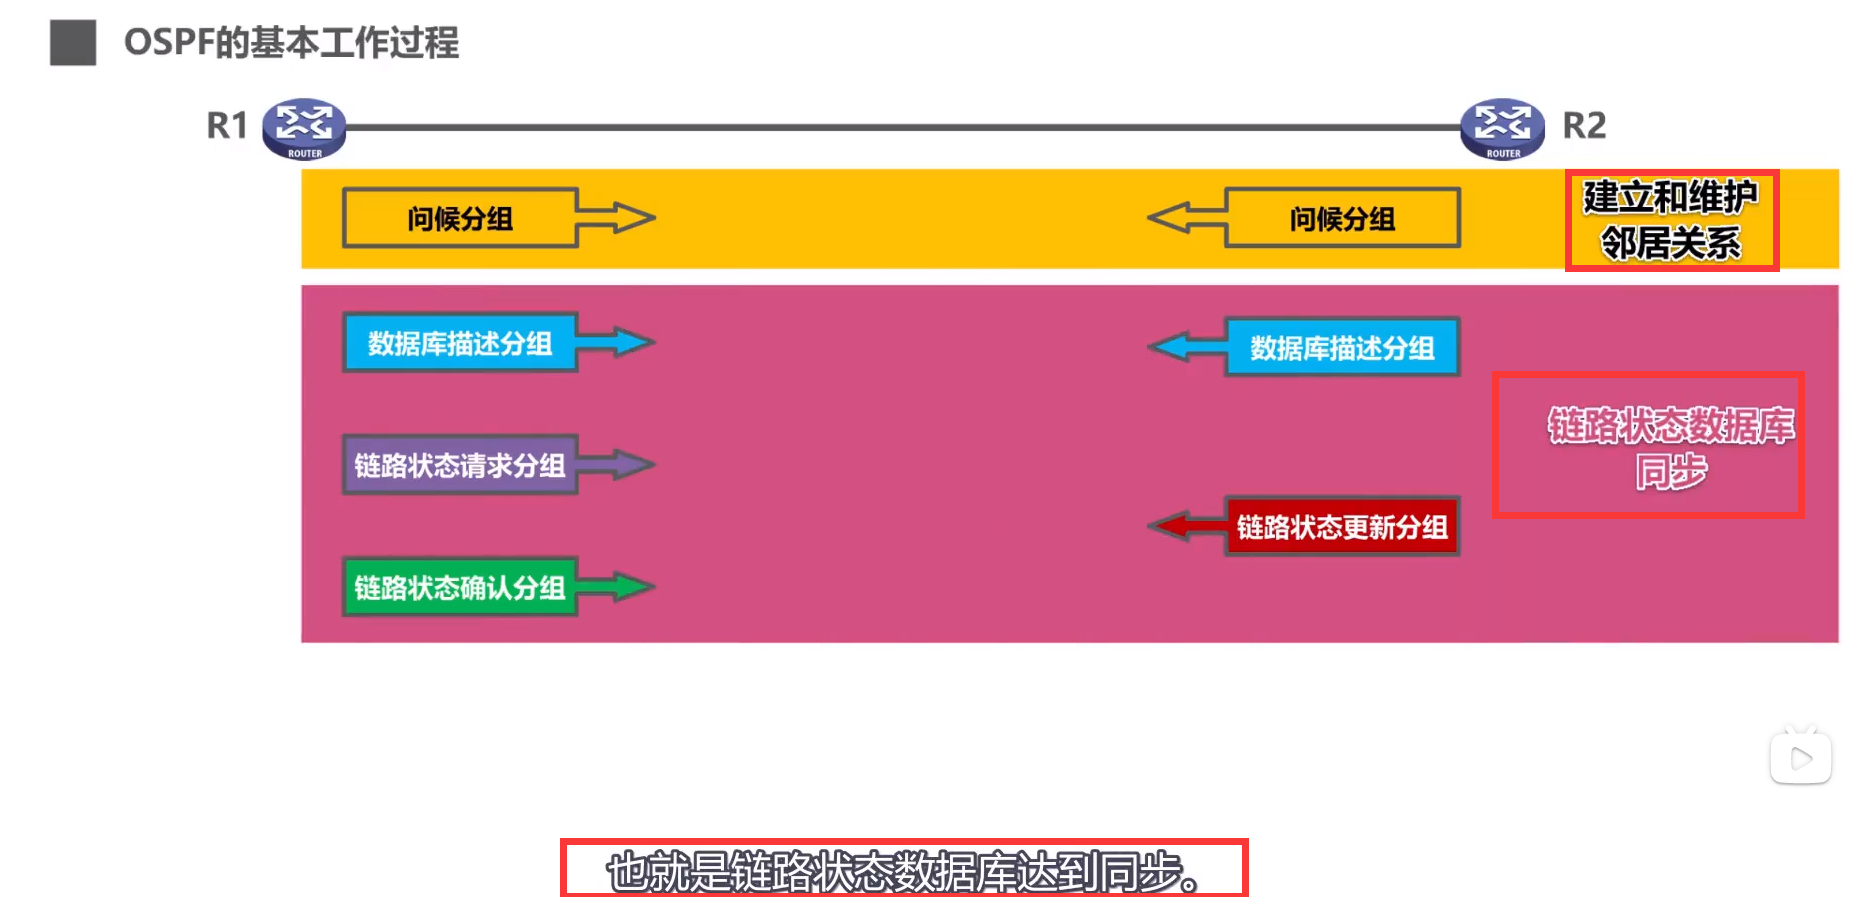 OSPF的基本工作过程
R1
ROUTER
ROUTER
R2
问候分组
问候分组
建立和维护
邻居关系
数据库描述分组
数据库描述分组
链路状态请求分组
链路状态数据库
同步
链路状态更新分组
链路状态确认分组
也就是链路状态数据库达到同步。